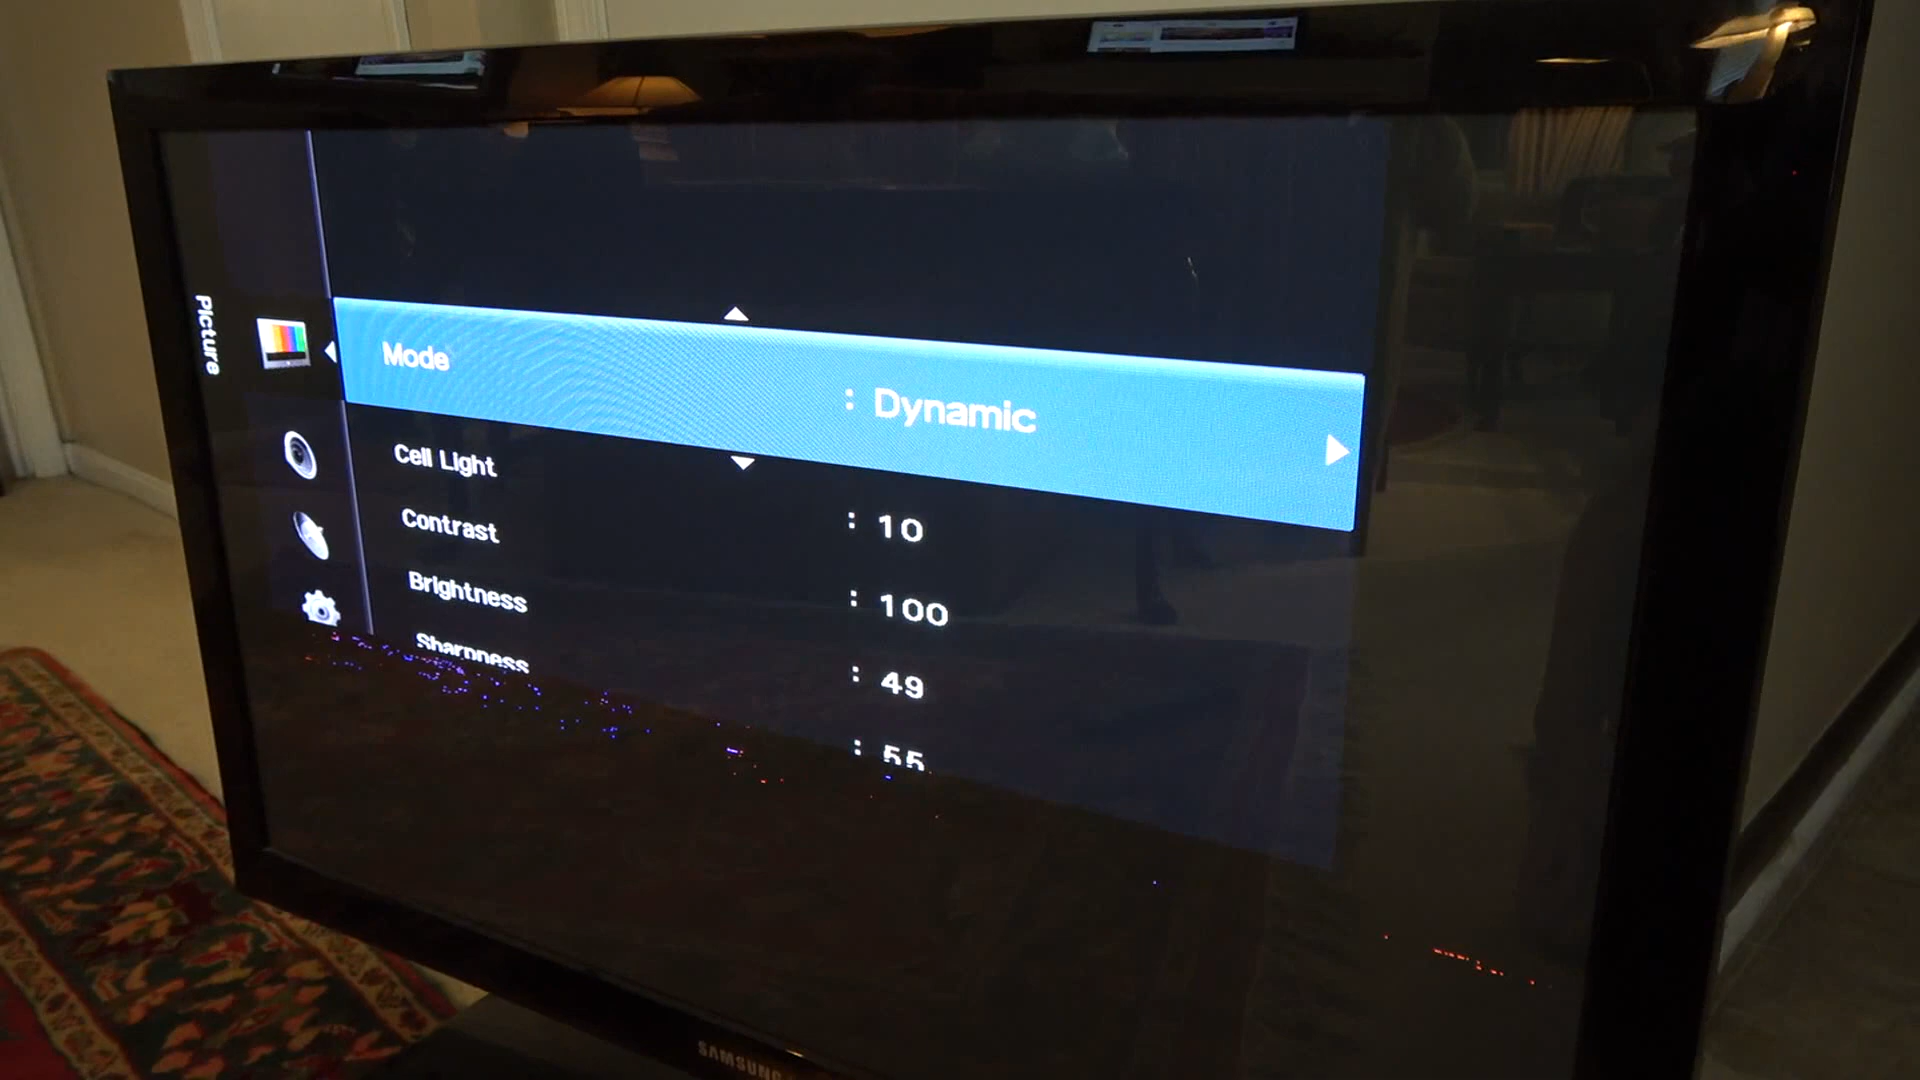 Picture
Mode : Dynamic
Cell Light : 10
Contrast : 100
Brightness : 49
Sharpness : 55
SAMSUNG